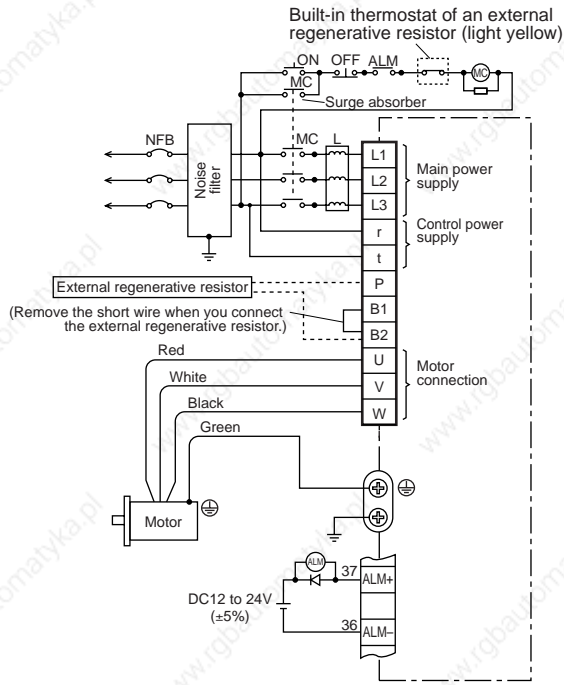 Built-in thermostat of an external
regenerative resistor (light yellow)
ON OFF ALM
MC
MC
Surge absorber
NFB
MC L
Noise
filter
L1
L2
L3
Main power
supply
r
t
Control power
supply
P
B1
B2
External regenerative resistor
(Remove the short wire when you connect
the external regenerative resistor.)
U
V
W
Motor
connection
Red
White
Black
Green
Motor
ALM
DC12 to 24V
(±5%)
37 ALM+
36 ALM–
www.rgbautomatyka.pl